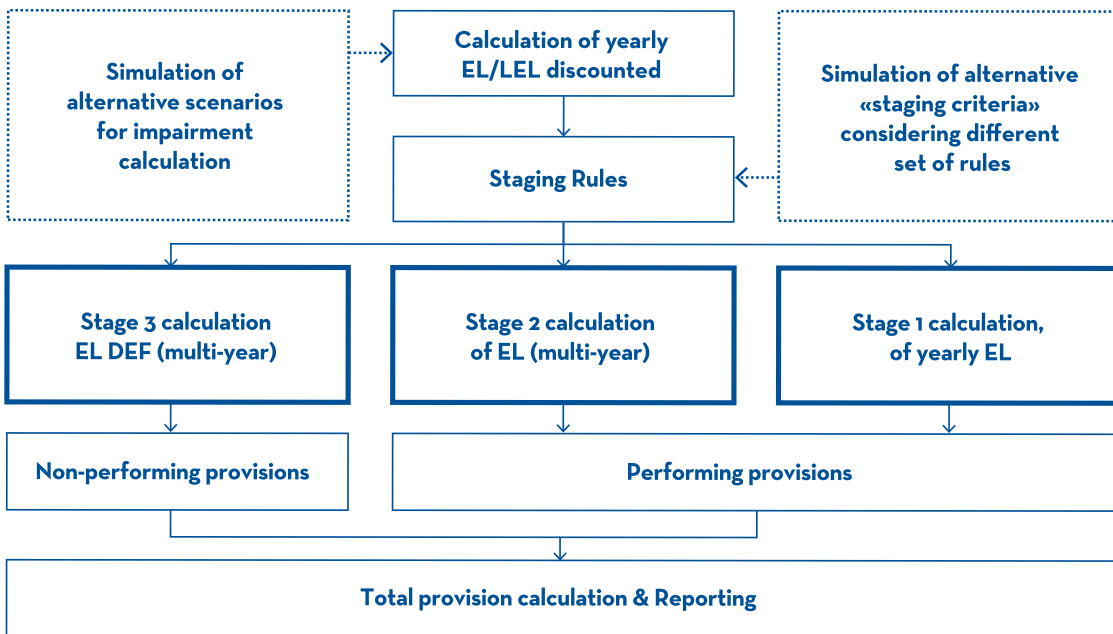 Simulation of
alternative scenarios
for impairment
calculation
Calculation of yearly
EL/LEL discounted
Simulation of alternative
«staging criteria»
considering different
set of rules
Staging Rules
Stage 3 calculation
EL DEF (multi-year)
Stage 2 calculation
of EL (multi-year)
Stage 1 calculation,
of yearly EL
Non-performing provisions
Performing provisions
Total provision calculation & Reporting